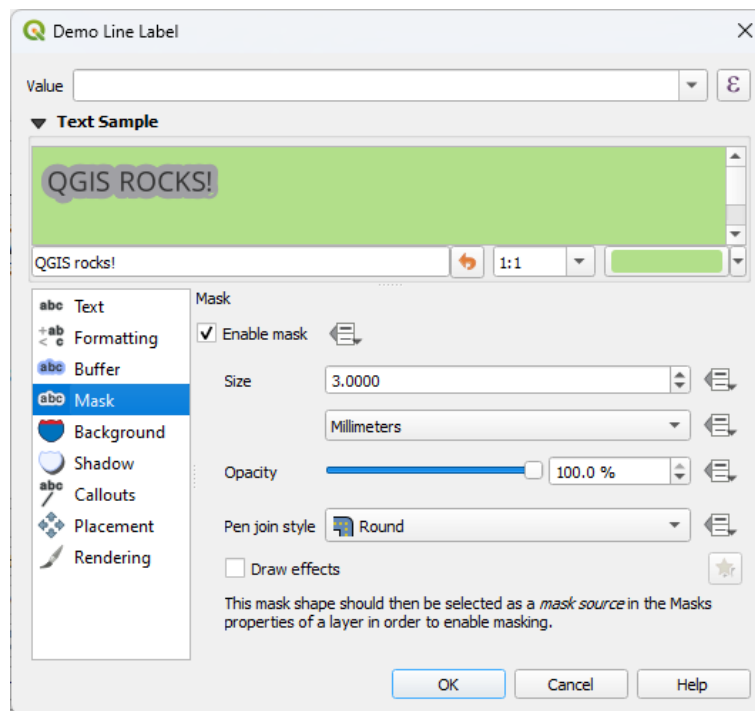 Demo Line Label
Value ε
Text Sample
QGIS ROCKS!
QGIS rocks! 1:1
Mask
abc Text
Enable mask
+ab < c Formatting
abc Buffer
Size 3.0000
abc Mask
Millimeters
Background
Shadow
Opacity 100.0 %
abc Callouts
Placement
Pen join style Round
Rendering
Draw effects
This mask shape should then be selected as a mask source in the Masks
properties of a layer in order to enable masking.
OK Cancel Help